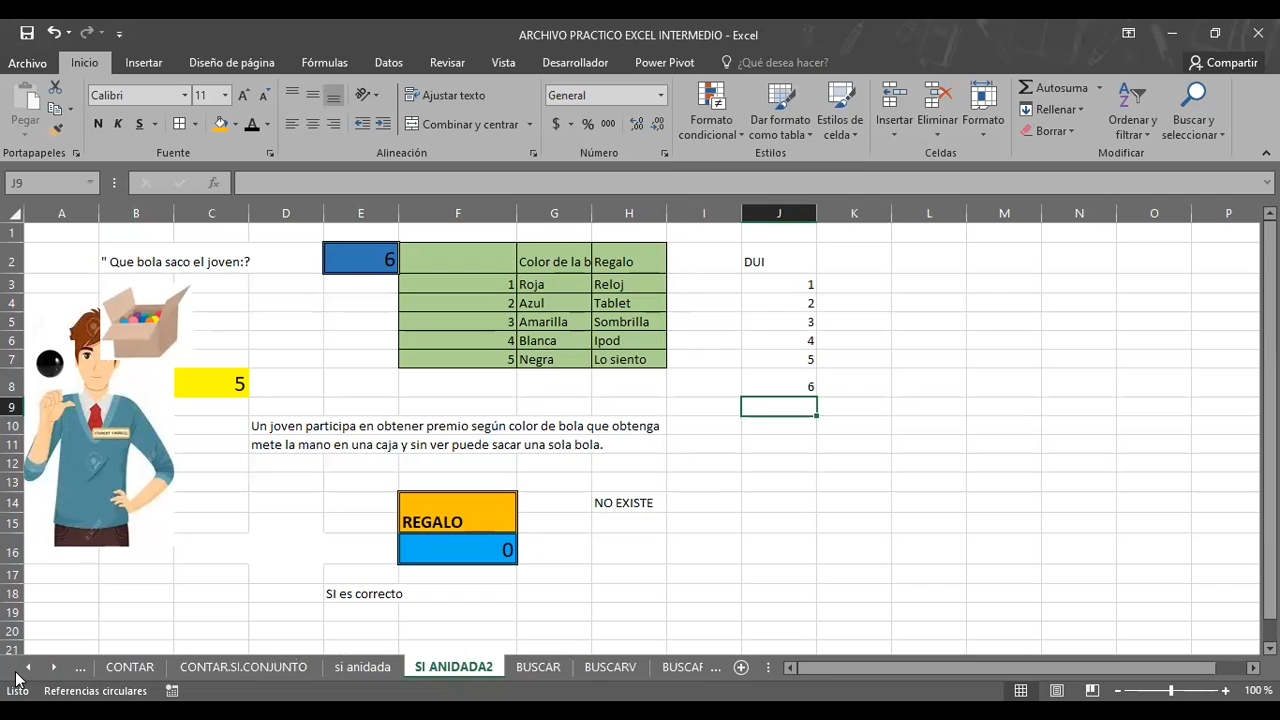 ARCHIVO PRACTICO EXCEL INTERMEDIO - Excel
Archivo Inicio Insertar Diseño de página Fórmulas Datos Revisar Vista Desarrollador Power Pivot ¿Qué desea hacer? Compartir
Pegar
Calibri 11
N K S
Ajustar texto
Combinar y centrar
General
$ % 000
Formato condicional
Dar formato como tabla
Estilos de celda
Insertar
Eliminar
Formato
Autosuma
Rellenar
Borrar
Ordenar y filtrar
Buscar y seleccionar
Portapapeles Fuente Alineación Número Estilos Celdas Modificar
J9 fx
A B C D E F G H I J K L M N O P
1
2 " Que bola saco el joven:? 6 Color de la b Regalo DUI
3 1 Roja Reloj 1
4 2 Azul Tablet 2
5 3 Amarilla Sombrilla 3
6 4 Blanca Ipod 4
7 5 Negra Lo siento 5
8 5 6
9
10 Un joven participa en obtener premio según color de bola que obtenga
11 mete la mano en una caja y sin ver puede sacar una sola bola.
12
13
14 NO EXISTE
15 REGALO
16 0
17
18 SI es correcto
19
20
21
... CONTAR CONTAR.SI.CONJUNTO si anidada SI ANIDADA2 BUSCAR BUSCARV BUSCAR ...
Listo Referencias circulares 100 %